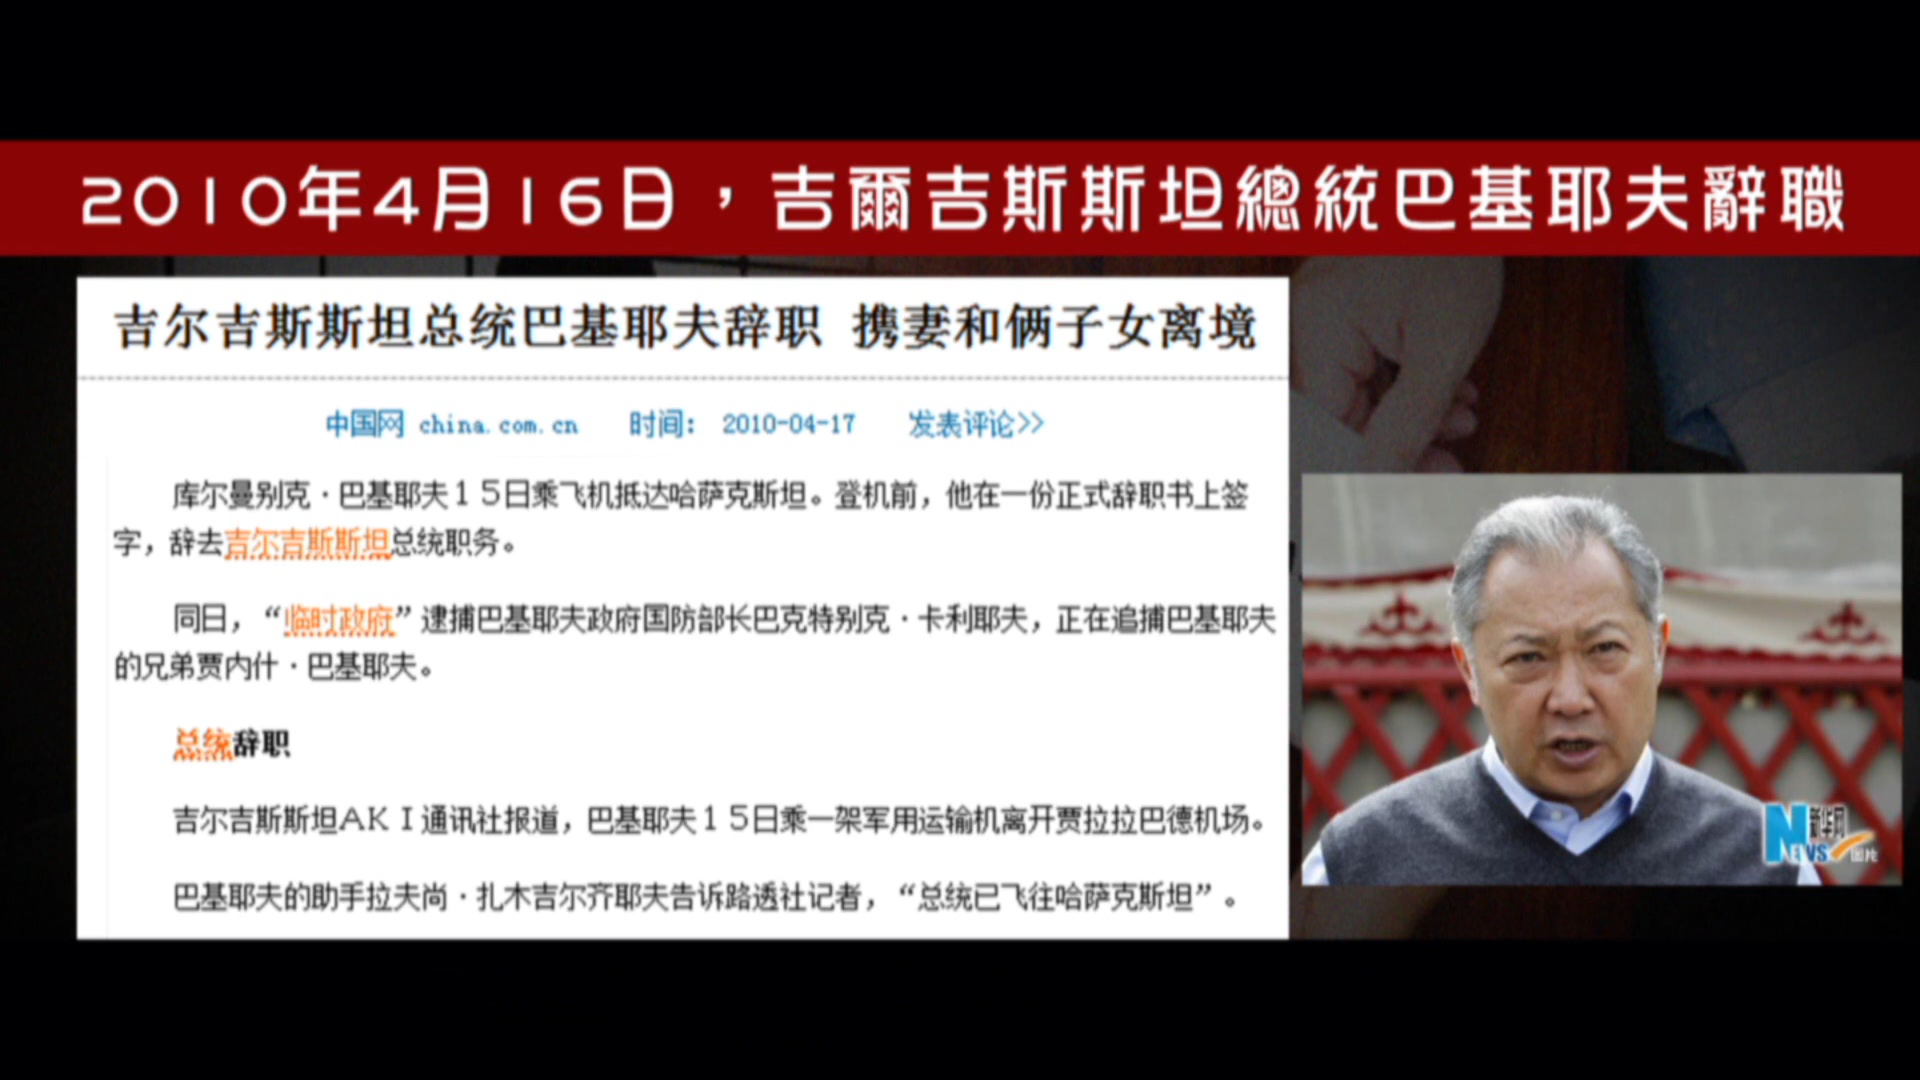 2010年4月16日，吉爾吉斯斯坦總統巴基耶夫辭職
吉尔吉斯斯坦总统巴基耶夫辞职 携妻和俩子女离境
中国网 china.com.cn 时间： 2010-04-17 发表评论>>
库尔曼别克·巴基耶夫１５日乘飞机抵达哈萨克斯坦。登机前，他在一份正式辞职书上签
字，辞去吉尔吉斯斯坦总统职务。
同日，“临时政府”逮捕巴基耶夫政府国防部长巴克特别克·卡利耶夫，正在追捕巴基耶夫
的兄弟贾内什·巴基耶夫。
总统辞职
吉尔吉斯斯坦ＡＫＩ通讯社报道，巴基耶夫１５日乘一架军用运输机离开贾拉拉巴德机场。
巴基耶夫的助手拉夫尚·扎木吉尔齐耶夫告诉路透社记者，“总统已飞往哈萨克斯坦”。
新华网
NEWS 图片